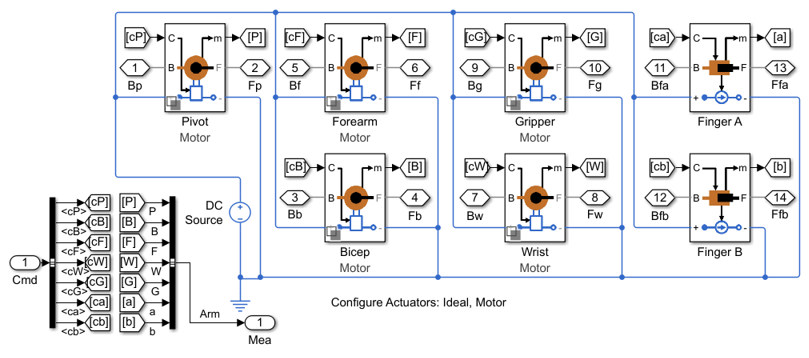 [cP] [P] [cF] [F] [cG] [G] [ca] [a]
C m C m C m C m
1 B F 2 5 B F 6 9 B F 10 11 B F 13
Bp Fp Bf Ff Bg Fg Bfa Ffa
+ -
Pivot Forearm Gripper Finger A
Motor Motor Motor
[cB] [B] [cW] [W] [cb] [b]
C m C m C m
3 B F 4 7 B F 8 12 B F 14
Bb Fb Bw Fw Bfb Ffb
+ -
Bicep Wrist Finger B
Motor Motor
DC
Source
+
-
[cP] [P] P
<cP>
[cB] [B] B
<cB>
[cF] [F] F
<cF>
1 [cW] [W] W
Cmd <cW>
[cG] [G] G
<cG>
[ca] [a] a
<ca>
[cb] [b] b
<cb>
Arm
1
Mea
Configure Actuators: Ideal, Motor